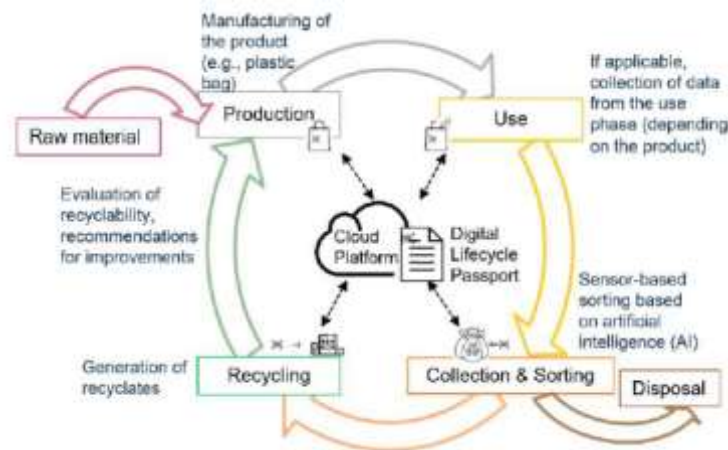 Manufacturing of
the product
(e.g., plastic
bag)
Production
Raw material
Use
If applicable,
collection of data
from the use
phase (depending
on the product)
Evaluation of
recyclability,
recommendations
for improvements
Cloud
Platform
Digital
Lifecycle
Passport
Sensor-based
sorting based
on artificial
intelligence (AI)
Generation of
recyclates
Recycling
Collection & Sorting
Disposal